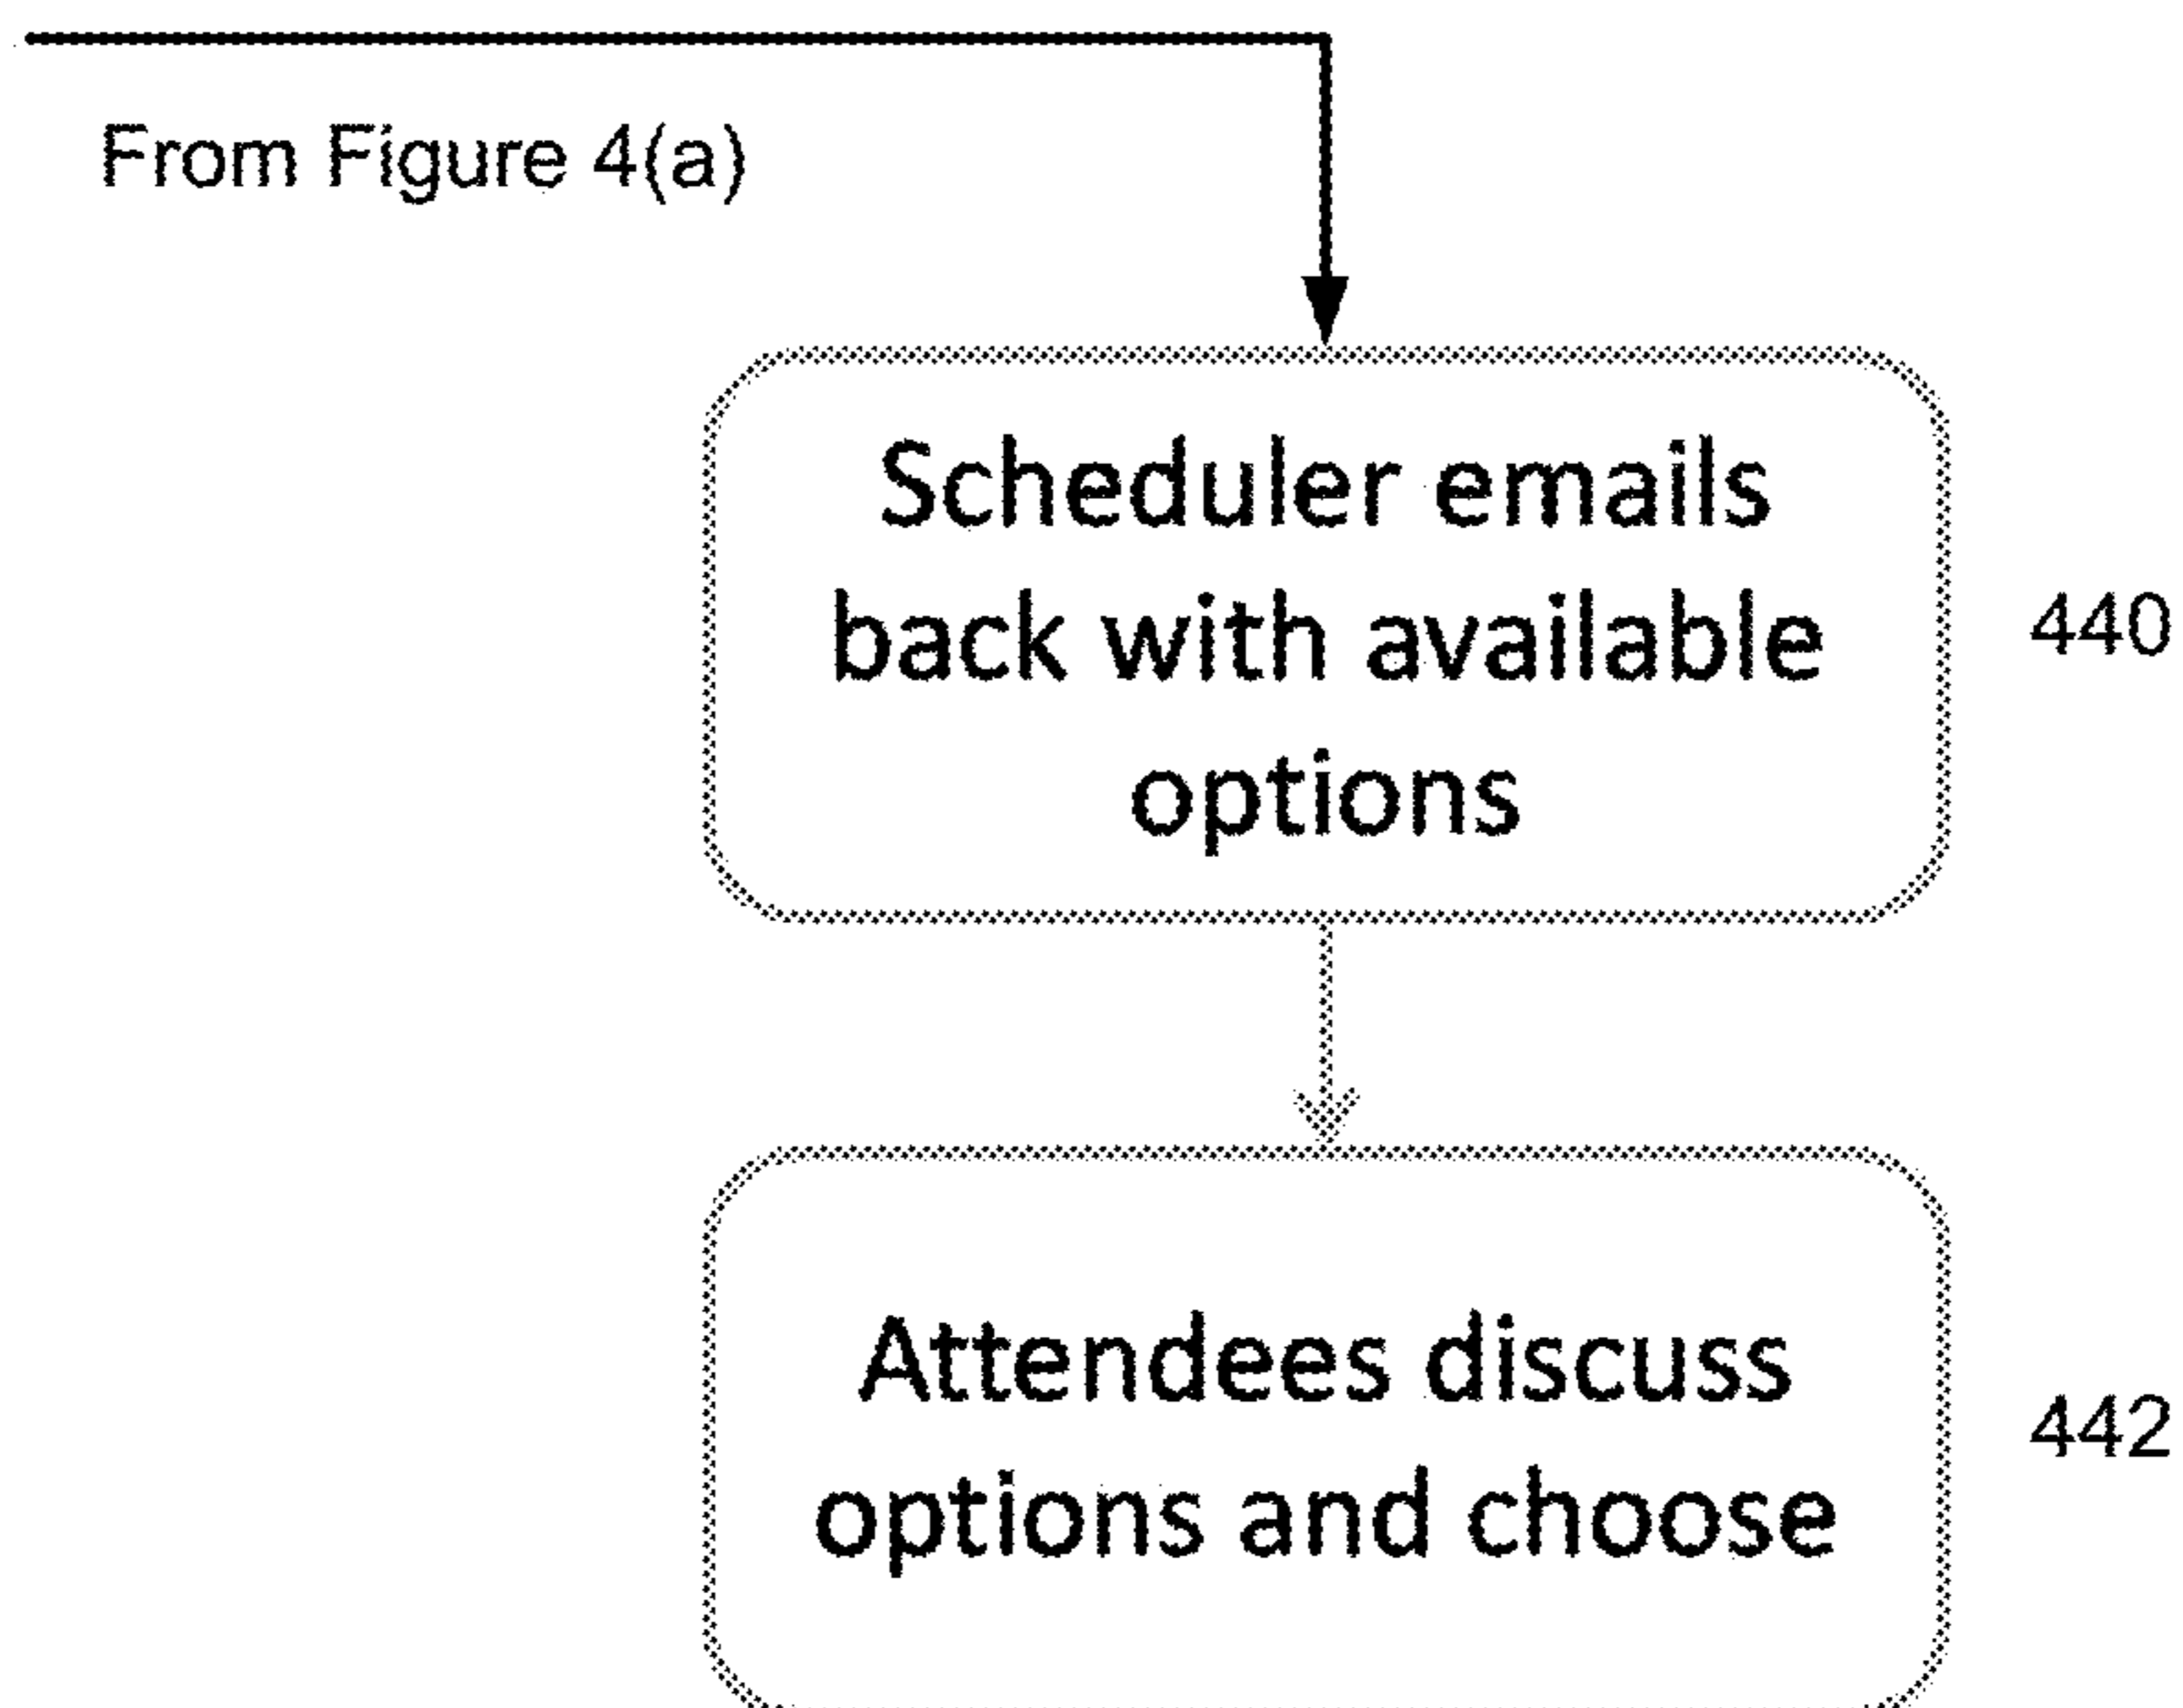 From Figure 4(a)
Scheduler emails
back with available
options
440
Attendees discuss
options and choose
442